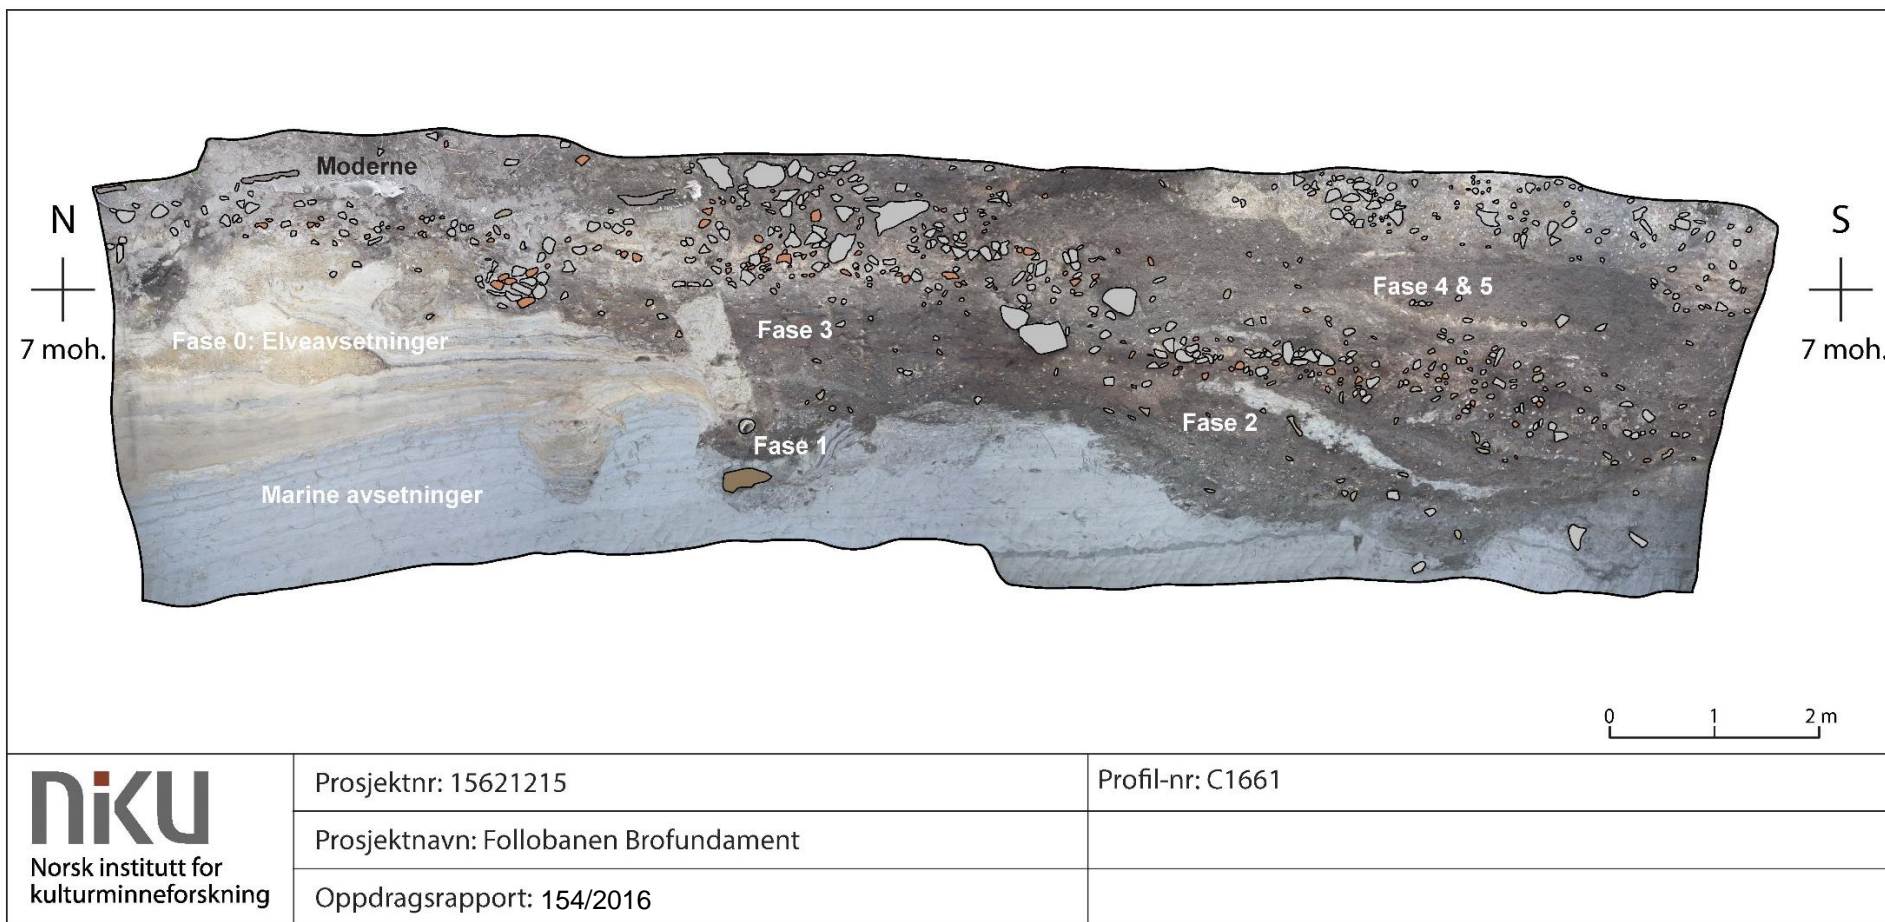 Moderne
N
S
Fase 4 & 5
Fase 3
Fase 0: Elveavsetninger
7 moh.
7 moh.
Fase 2
Fase 1
Marine avsetninger
0 1 2 m
NiKU
Norsk institutt for
kulturminneforskning
Prosjektnr: 15621215
Profil-nr: C1661
Prosjektnavn: Follobanen Brofundament
Oppdragsrapport: 154/2016